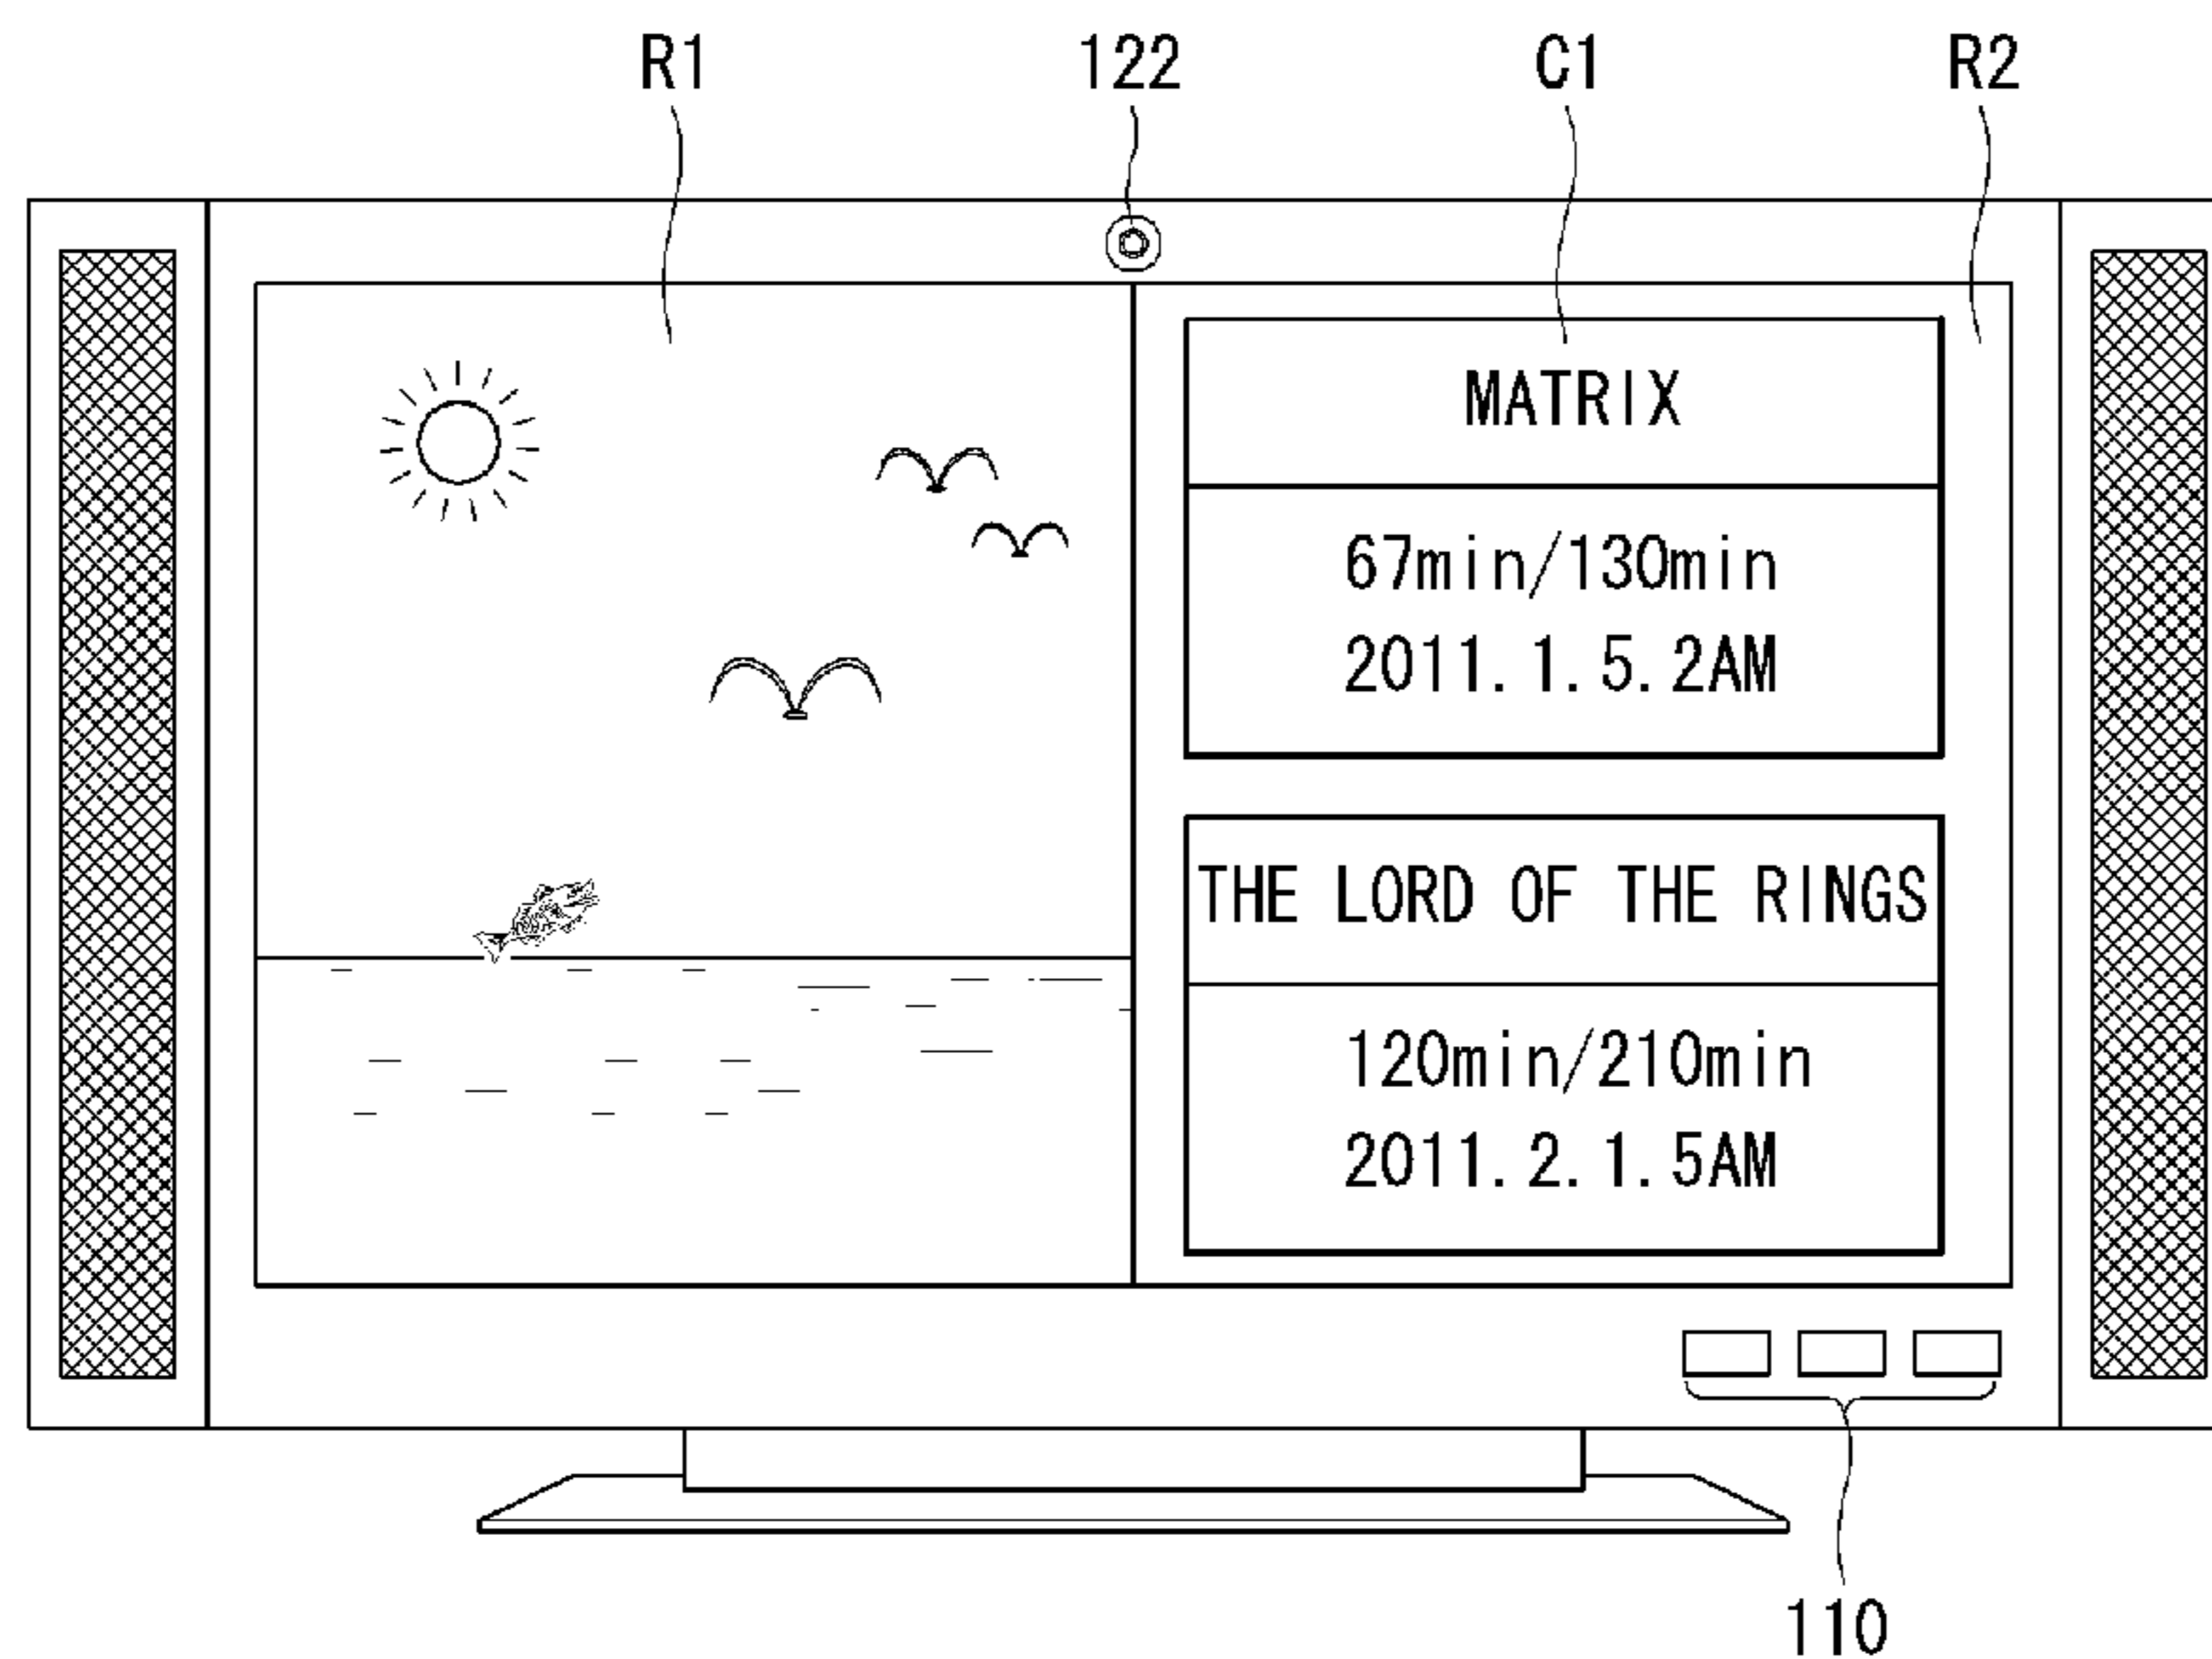 R1 122 C1 R2
MATRIX
67min/130min
2011.1.5.2AM
THE LORD OF THE RINGS
120min/210min
2011.2.1.5AM
110